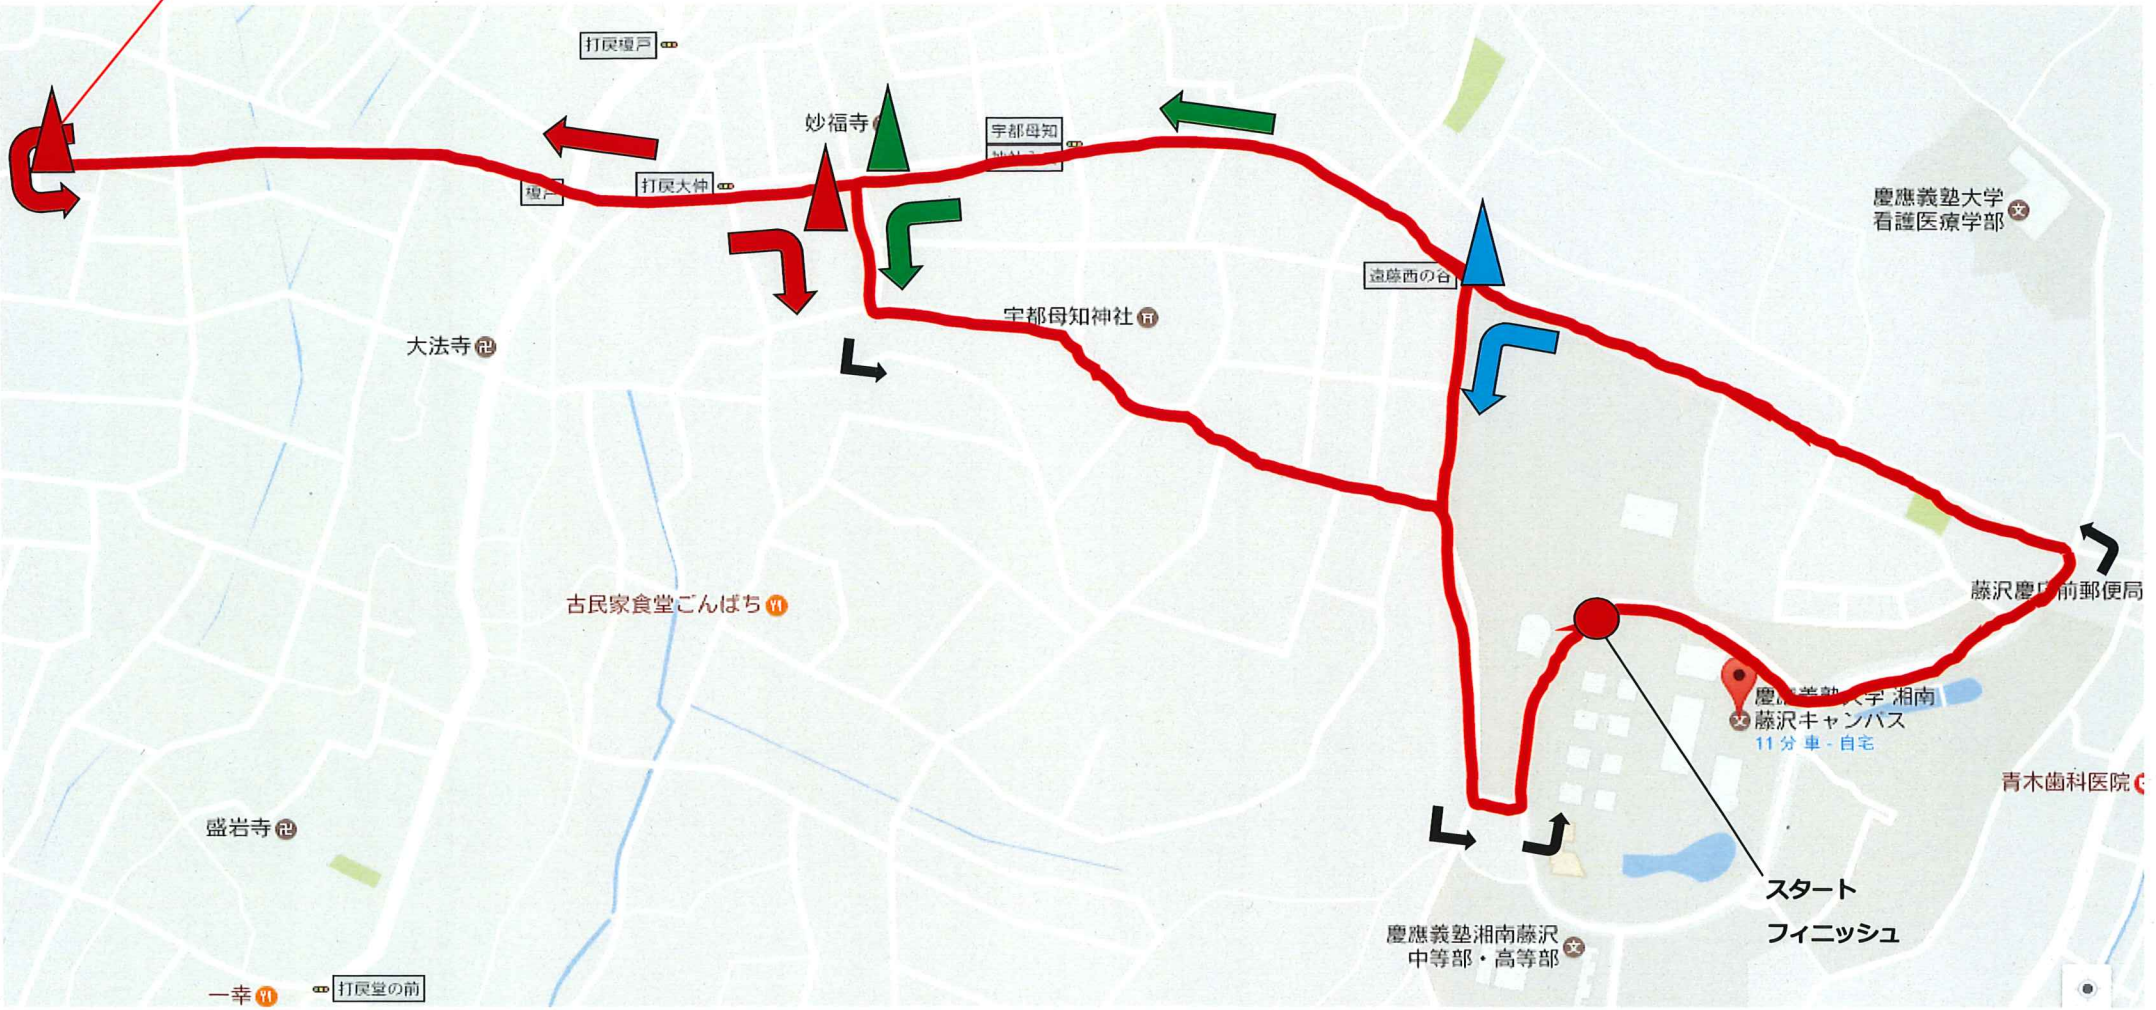 打戻榎戸
妙福寺
宇都母知
打戻大仲
榎戸
慶應義塾大学
看護医療学部
遠藤西の谷
宇都母知神社
大法寺
藤沢慶応前郵便局
古民家食堂ごんぱち
慶應義塾大学 湘南
藤沢キャンパス
11 分 車 - 自宅
青木歯科医院
盛岩寺
スタート
フィニッシュ
慶應義塾湘南藤沢
中等部・高等部
一幸
打戻堂の前